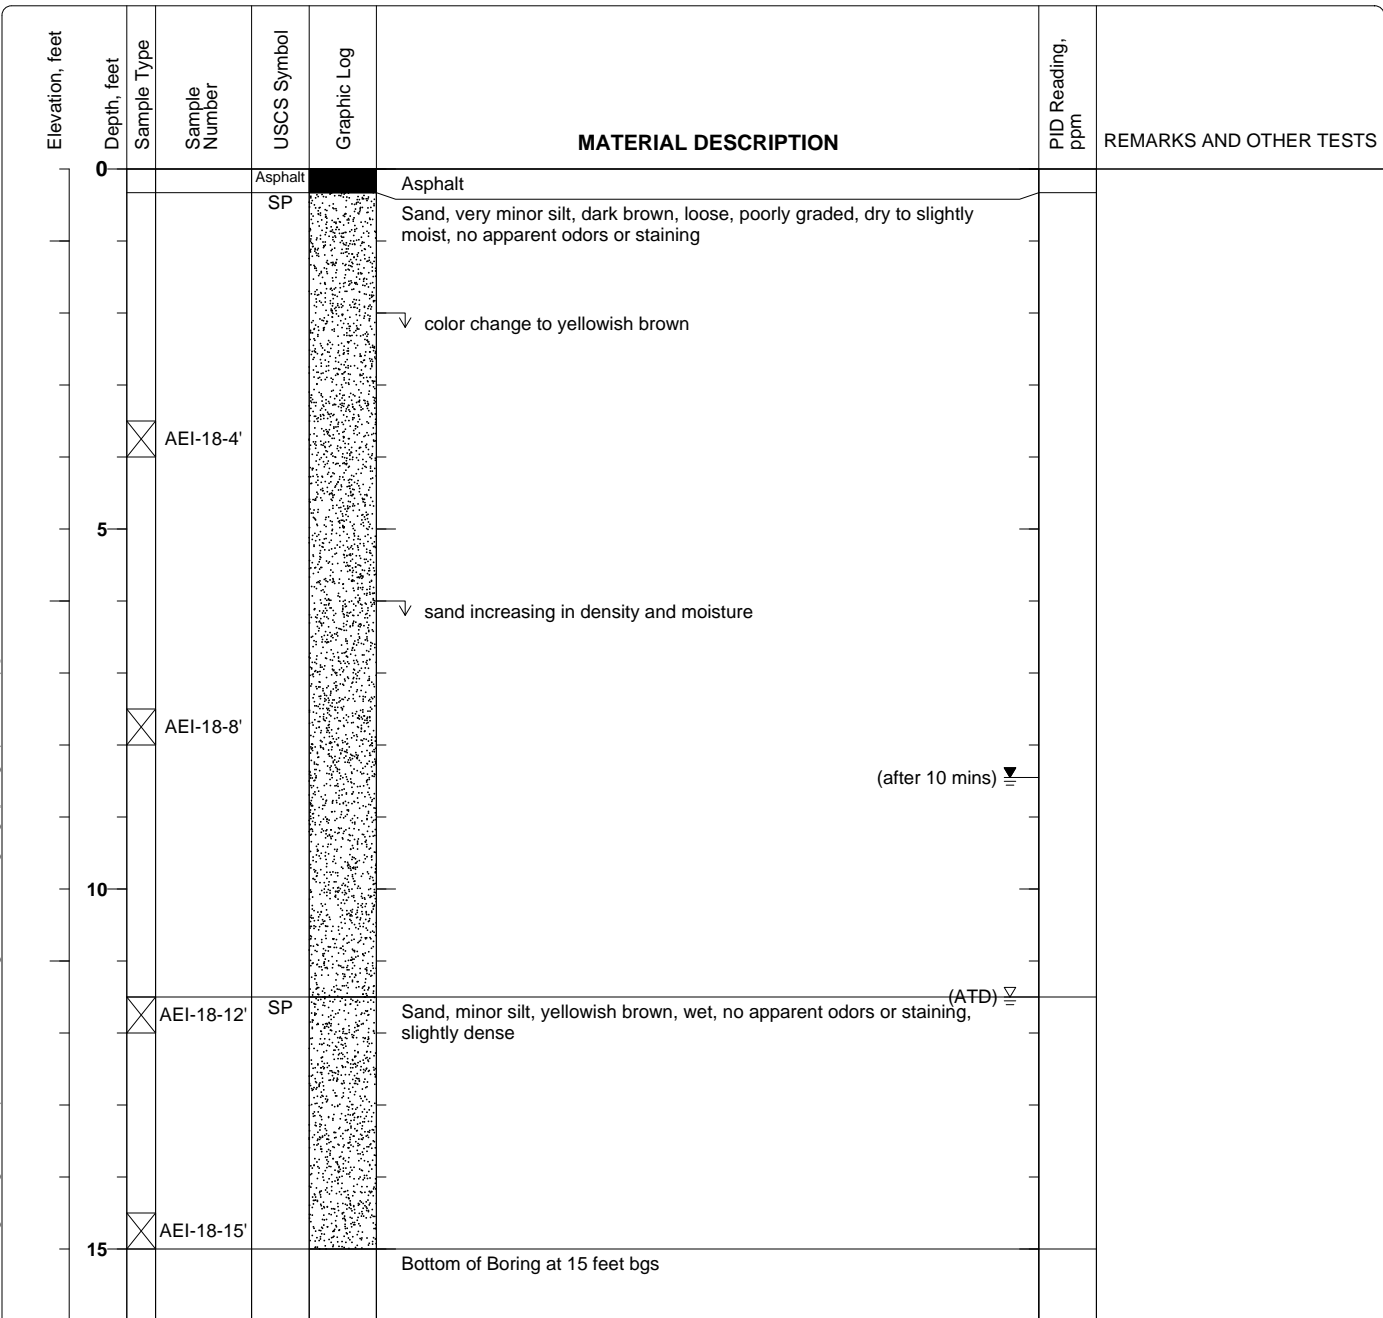 Elevation, feet
Depth, feet
Sample Type
Sample
Number
USCS Symbol
Graphic Log
MATERIAL DESCRIPTION
PID Reading,
ppm
REMARKS AND OTHER TESTS
0
Asphalt
Asphalt
SP
Sand, very minor silt, dark brown, loose, poorly graded, dry to slightly
moist, no apparent odors or staining
color change to yellowish brown
AEI-18-4'
5
sand increasing in density and moisture
AEI-18-8'
(after 10 mins)
10
(ATD)
AEI-18-12'
SP
Sand, minor silt, yellowish brown, wet, no apparent odors or staining,
slightly dense
AEI-18-15'
15
Bottom of Boring at 15 feet bgs